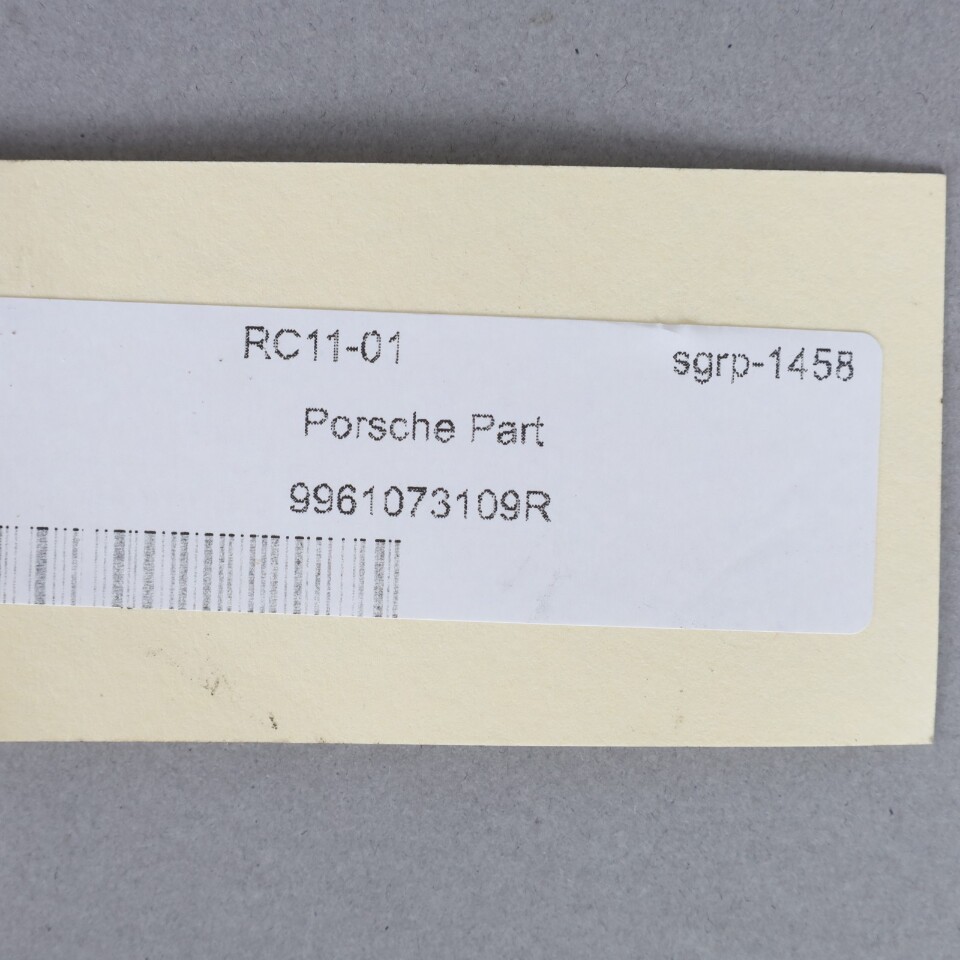 RC11-01 sgrp-1458
Porsche Part
9961073109R